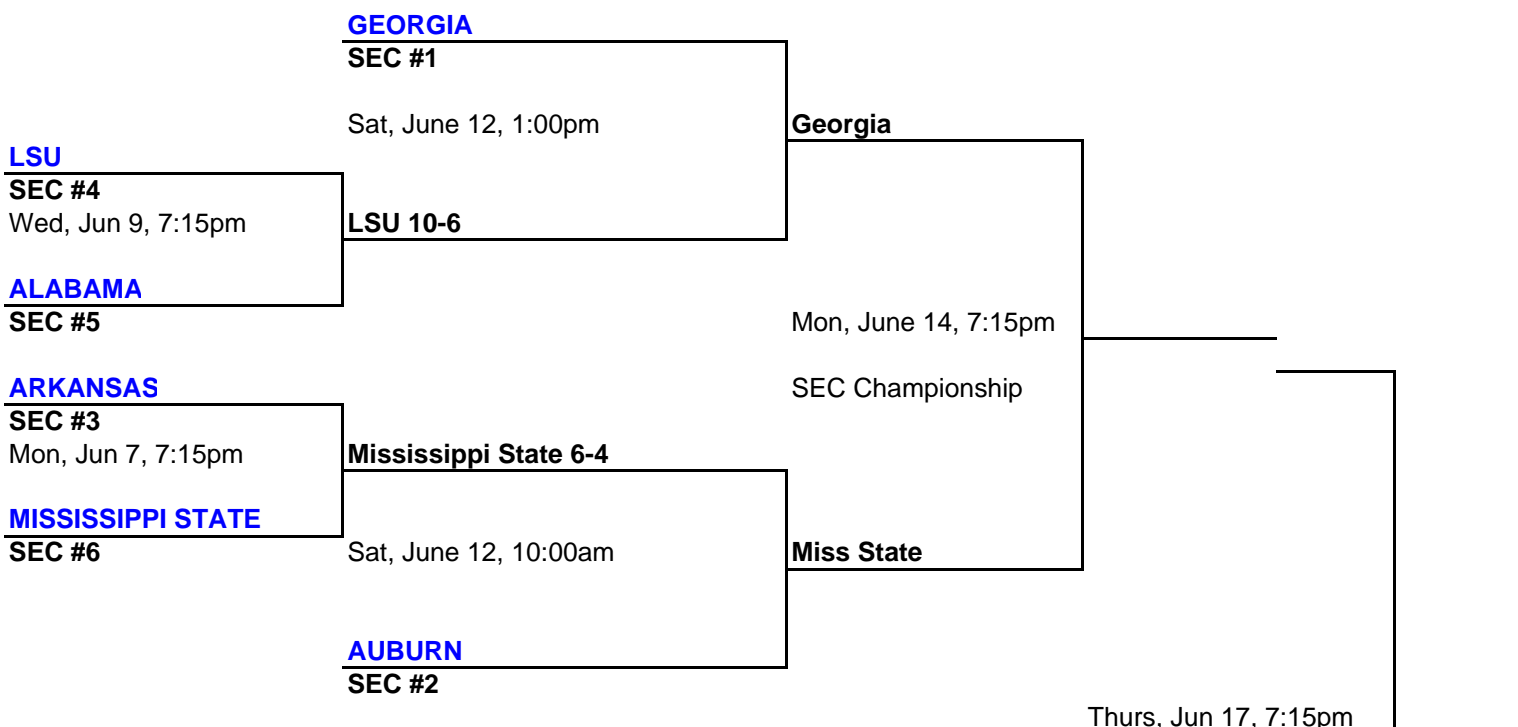 GEORGIA
SEC #1
Sat, June 12, 1:00pm
Georgia
LSU
SEC #4
Wed, Jun 9, 7:15pm
LSU 10-6
ALABAMA
SEC #5
Mon, June 14, 7:15pm
ARKANSAS
SEC Championship
SEC #3
Mon, Jun 7, 7:15pm
Mississippi State 6-4
MISSISSIPPI STATE
SEC #6
Sat, June 12, 10:00am
Miss State
AUBURN
SEC #2
Thurs, Jun 17, 7:15pm